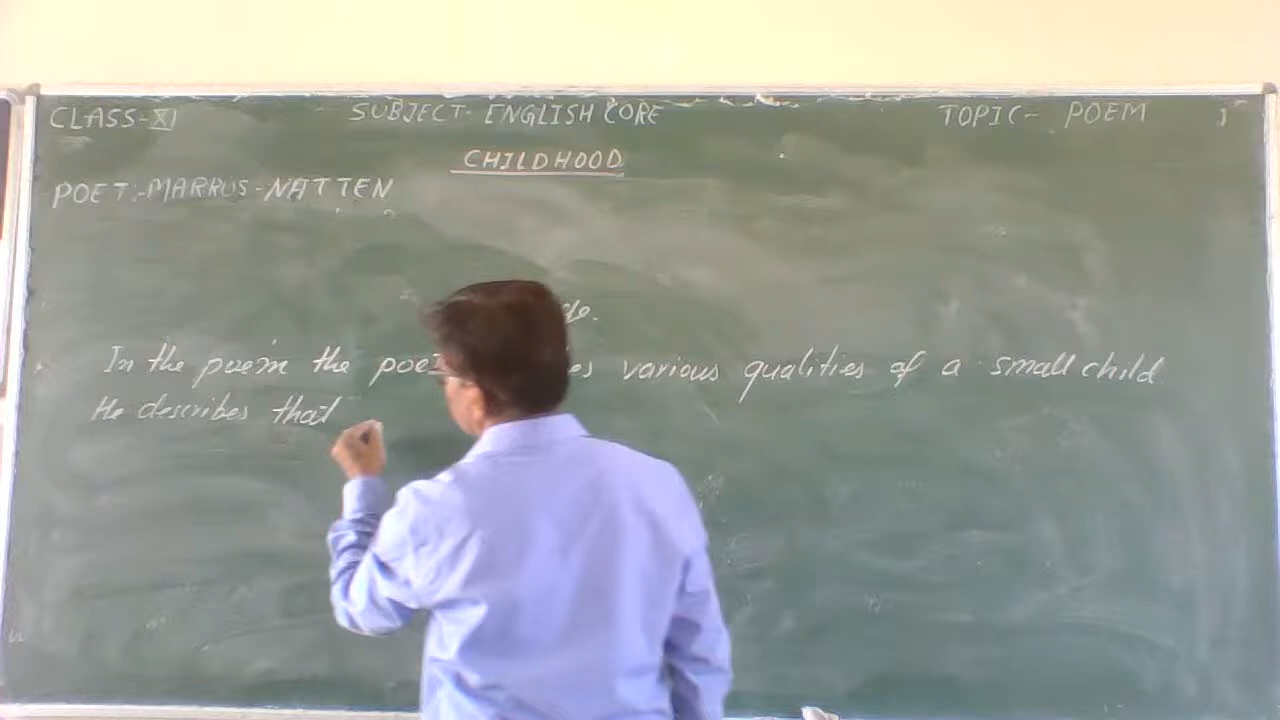 CLASS-XI SUBJECT- ENGLISH CORE TOPIC- POEM
CHILDHOOD
POET:-MARRUS-NATTEN
In the poem the poet various qualities of a small child
He describes that